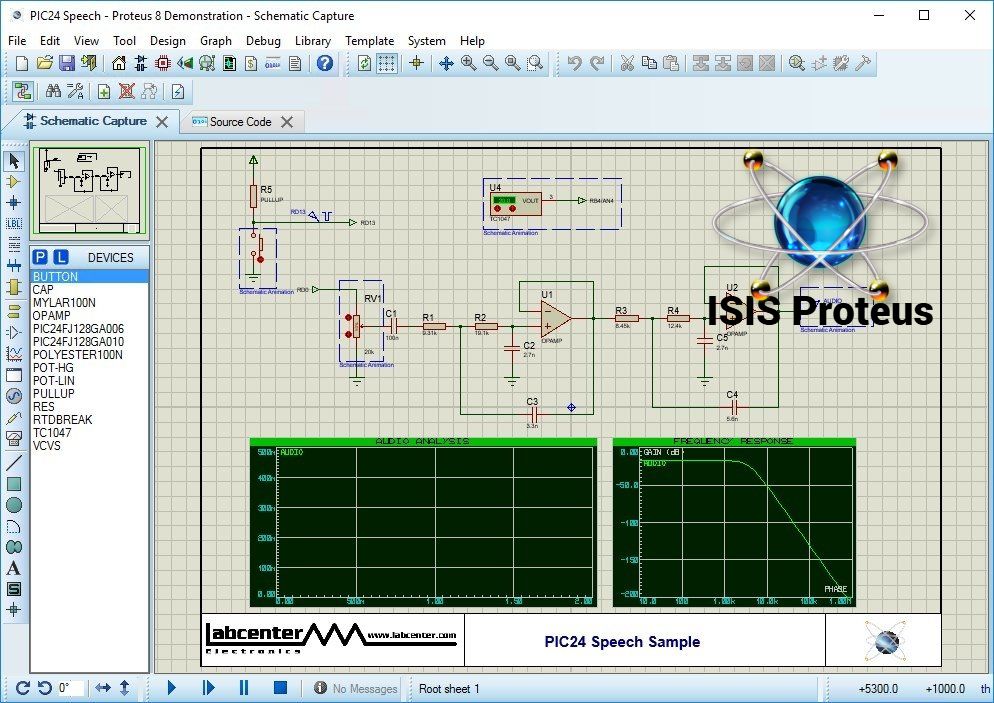 PIC24 Speech - Proteus 8 Demonstration - Schematic Capture
File Edit View Tool Design Graph Debug Library Template System Help
Schematic Capture
Source Code
P L DEVICES
BUTTON
CAP
MYLAR100N
OPAMP
PIC24FJ128GA006
PIC24FJ128GA010
POLYESTER100N
POT-HG
POT-LIN
PULLUP
RES
RTDBREAK
TC1047
VCVS
LBL
A
S
R5
PULLUP
RD13
RD13
Schematic Animation
U4
VOUT
3
RB4/AN4
TC1047
Schematic Animation
RD0
RV1
20k
Schematic Animation
C1
100n
R1
9.31k
R2
19.1k
C2
2.7n
U1
OPAMP
C3
3.3n
R3
8.45k
R4
12.4k
U2
OPAMP
C5
2.7n
C4
5.6n
AUDIO
Schematic Animation
ISIS Proteus
AUDIO ANALYSIS
AUDIO
500m
400m
300m
200m
100m
0.00
0.00 500m 1.00 1.50 2.00
FREQUENCY RESPONSE
GAIN (dB)
AUDIO
0.00
-50.0
-100
-150
-200
PHASE
10.0 100 1.00k 10.0k 100k 1.00M
labcenter www.labcenter.com
Electronics
PIC24 Speech Sample
0°
No Messages
Root sheet 1
+5300.0 +1000.0 th